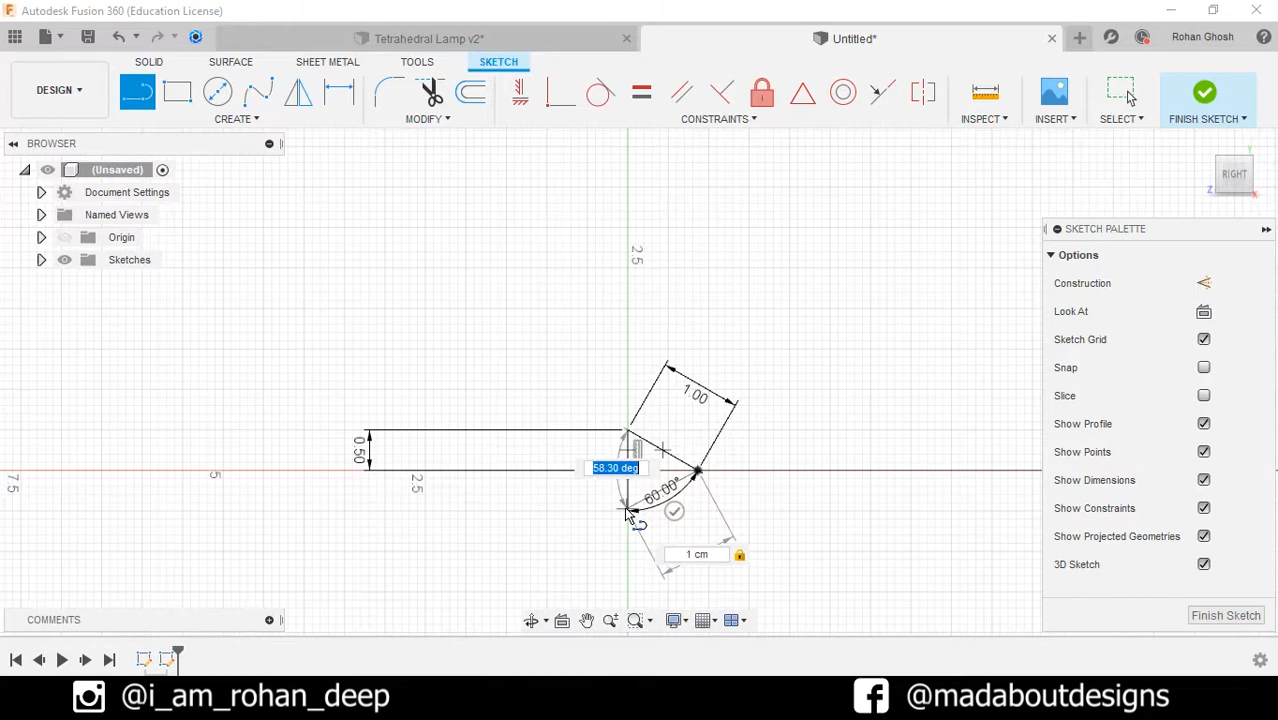 Autodesk Fusion 360 (Education License)
Tetrahedral Lamp v2*
Untitled*
Rohan Ghosh
DESIGN
SOLID
SURFACE
SHEET METAL
TOOLS
SKETCH
CREATE
MODIFY
CONSTRAINTS
INSPECT
INSERT
SELECT
FINISH SKETCH
BROWSER
(Unsaved)
Document Settings
Named Views
Origin
Sketches
RIGHT
Y
Z
X
2.5
1.00
0.50
58.30 deg
60.00°
7.5
5
2.5
1 cm
SKETCH PALETTE
Options
Construction
Look At
Sketch Grid
Snap
Slice
Show Profile
Show Points
Show Dimensions
Show Constraints
Show Projected Geometries
3D Sketch
Finish Sketch
COMMENTS
@i_am_rohan_deep
@madaboutdesigns